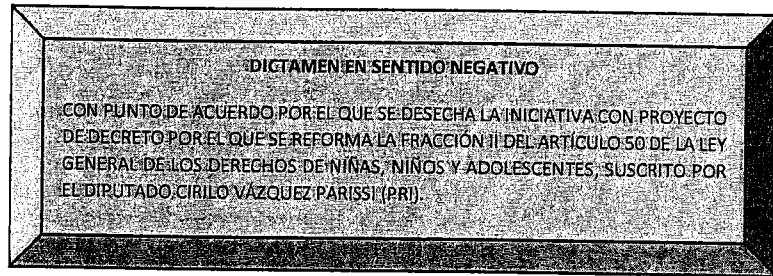 DICTAMEN EN SENTIDO NEGATIVO
CON PUNTO DE ACUERDO POR EL QUE SE DESECHA LA INICIATIVA CON PROYECTO
DE DECRETO POR EL QUE SE REFORMA LA FRACCIÓN II DEL ARTÍCULO 50 DE LA LEY
GENERAL DE LOS DERECHOS DE NIÑAS, NIÑOS Y ADOLESCENTES, SUSCRITO POR
EL DIPUTADO CIRILO VÁZQUEZ PARISSI (PRI).